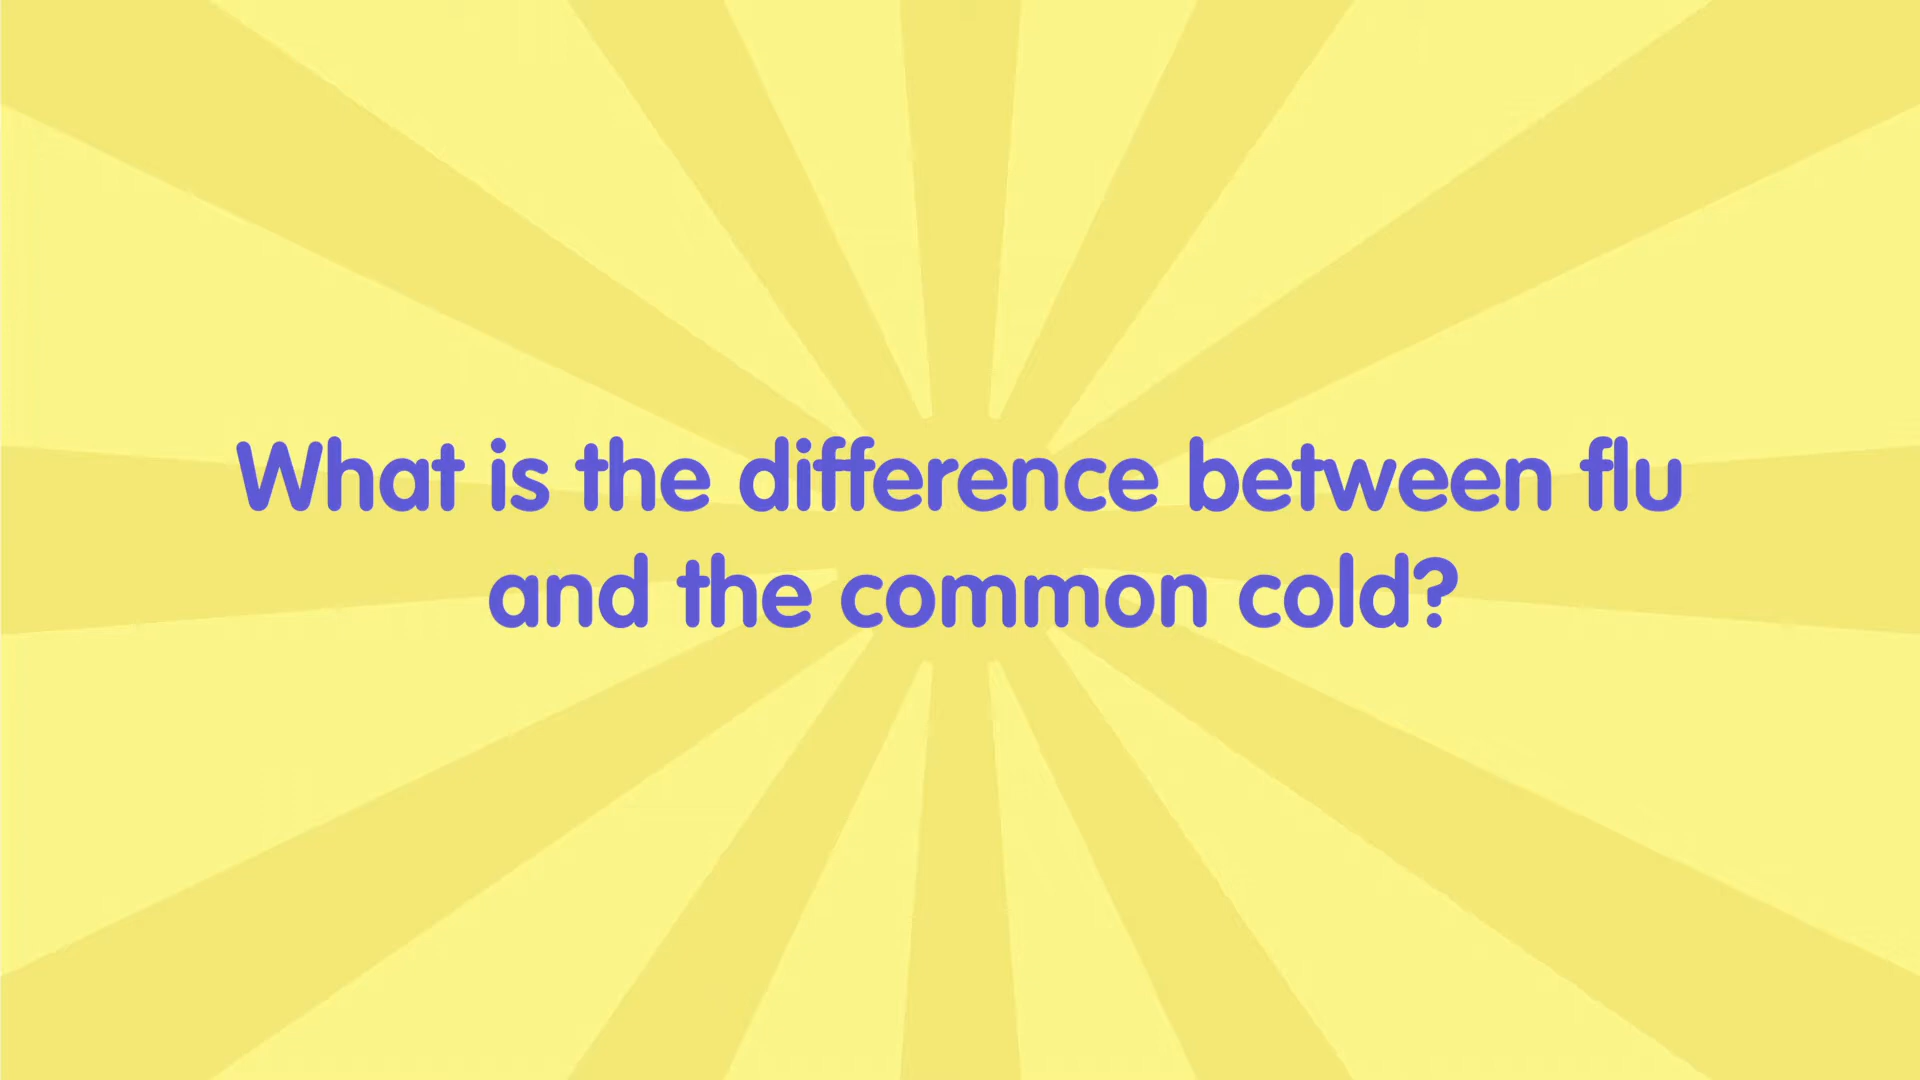 What is the difference between flu
and the common cold?